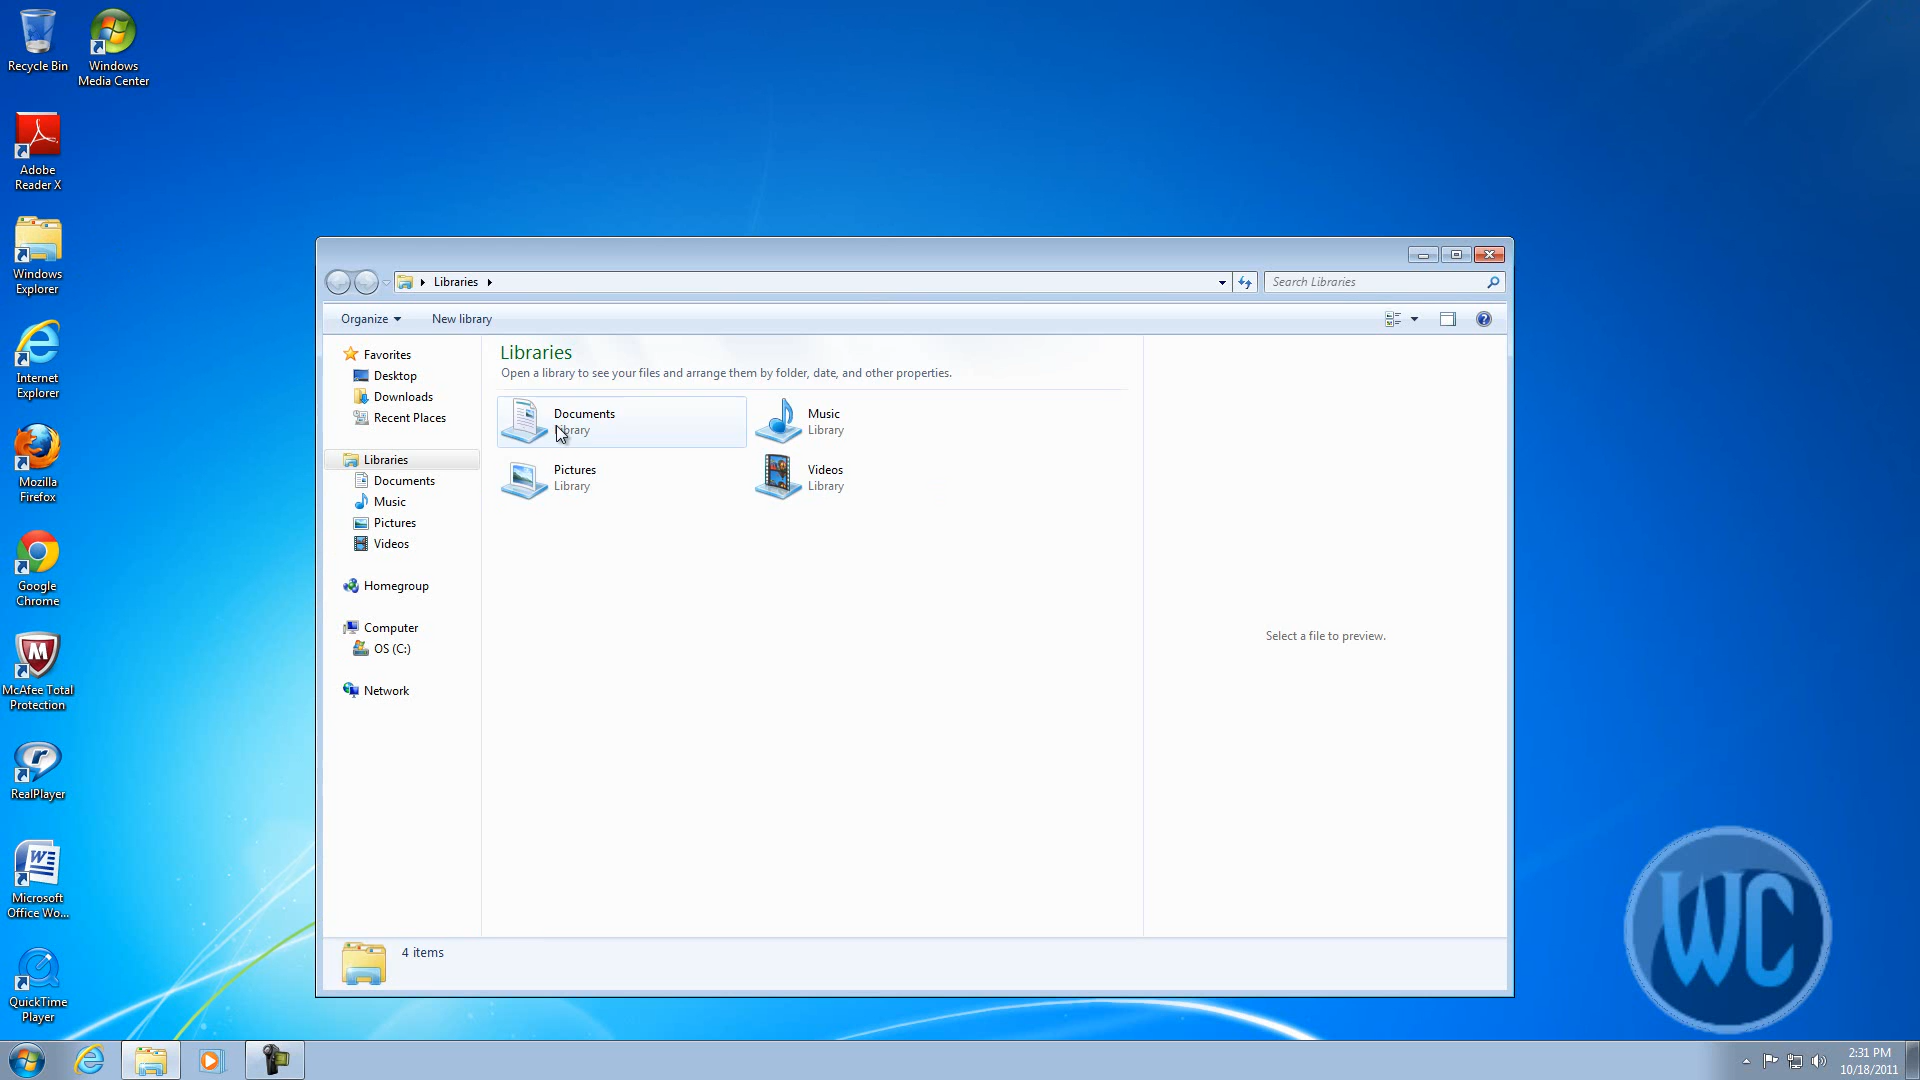 Recycle Bin
Windows
Media Center
Adobe
Reader X
Windows
Explorer
Internet
Explorer
Mozilla
Firefox
Google
Chrome
McAfee Total
Protection
RealPlayer
Microsoft
Office Wo...
QuickTime
Player
Libraries
Search Libraries
Organize
New library
Favorites
Desktop
Downloads
Recent Places
Libraries
Documents
Music
Pictures
Videos
Homegroup
Computer
OS (C:)
Network
Libraries
Open a library to see your files and arrange them by folder, date, and other properties.
Documents
Library
Music
Library
Pictures
Library
Videos
Library
Select a file to preview.
4 items
WC
2:31 PM
10/18/2011